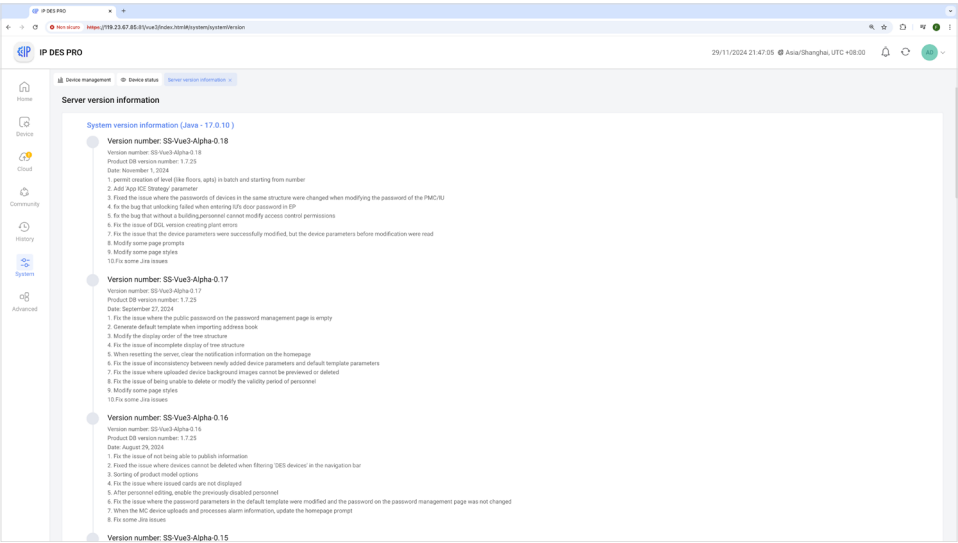 IP DES PRO
Non sicuro https://119.23.67.65:81/vue3/index.html#/system/systemVersion
IP DES PRO
29/11/2024 21:47:05 Asia/Shanghai, UTC +08:00
AD
Device management Device status Server version information ×
Home
Device
Cloud
Community
History
System
Advanced
Server version information
System version information (Java - 17.0.10 )
Version number: SS-Vue3-Alpha-0.18
Version number: SS-Vue3-Alpha-0.18
Product DB version number: 1.7.25
Date: November 1, 2024
1. permit creation of level (like floors, apts) in batch and starting from number
2. Add 'App ICE Strategy' parameter
3. Fixed the issue where the passwords of devices in the same structure were changed when modifying the password of the PMC/IU
4. fix the bug that unlocking failed when entering IU's door password in EP
5. fix the bug that without a building,personnel cannot modify access control permissions
6. Fix the issue of DGL version creating plant errors
7. Fix the issue that the device parameters were successfully modified, but the device parameters before modification were read
8. Modify some page prompts
9. Modify some page styles
10.Fix some Jira issues
Version number: SS-Vue3-Alpha-0.17
Version number: SS-Vue3-Alpha-0.17
Product DB version number: 1.7.25
Date: September 27, 2024
1. Fix the issue where the public password on the password management page is empty
2. Generate default template when importing address book
3. Modify the display order of the tree structure
4. Fix the issue of incomplete display of tree structure
5. When resetting the server, clear the notification information on the homepage
6. Fix the issue of inconsistency between newly added device parameters and default template parameters
7. Fix the issue where uploaded device background images cannot be previewed or deleted
8. Fix the issue of being unable to delete or modify the validity period of personnel
9. Modify some page styles
10.Fix some Jira issues
Version number: SS-Vue3-Alpha-0.16
Version number: SS-Vue3-Alpha-0.16
Product DB version number: 1.7.25
Date: August 29, 2024
1. Fix the issue of not being able to publish information
2. Fixed the issue where devices cannot be deleted when filtering 'DES devices' in the navigation bar
3. Sorting of product model options
4. Fix the issue where issued cards are not displayed
5. After personnel editing, enable the previously disabled personnel
6. Fix the issue where the password parameters in the default template were modified and the password on the password management page was not changed
7. When the MC device uploads and processes alarm information, update the homepage prompt
8. Fix some Jira issues
Version number: SS-Vue3-Alpha-0.15